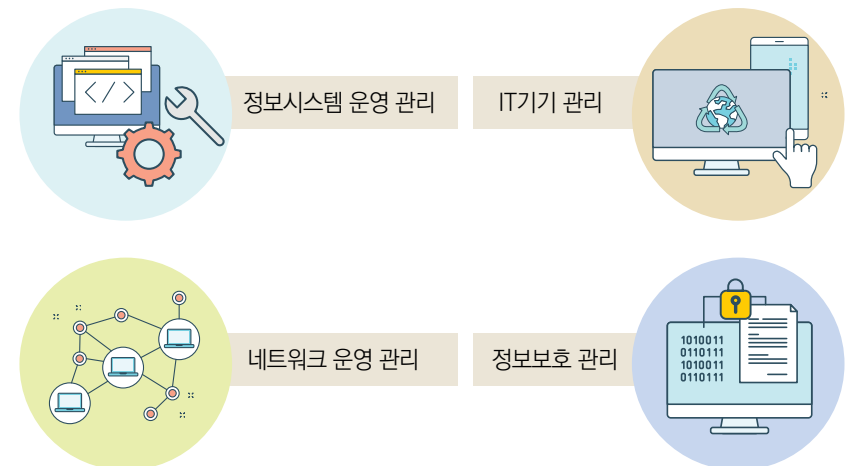 정보시스템 운영 관리
IT기기 관리
</>
네트워크 운영 관리
정보보호 관리
1010011
0110111
1010011
0110111